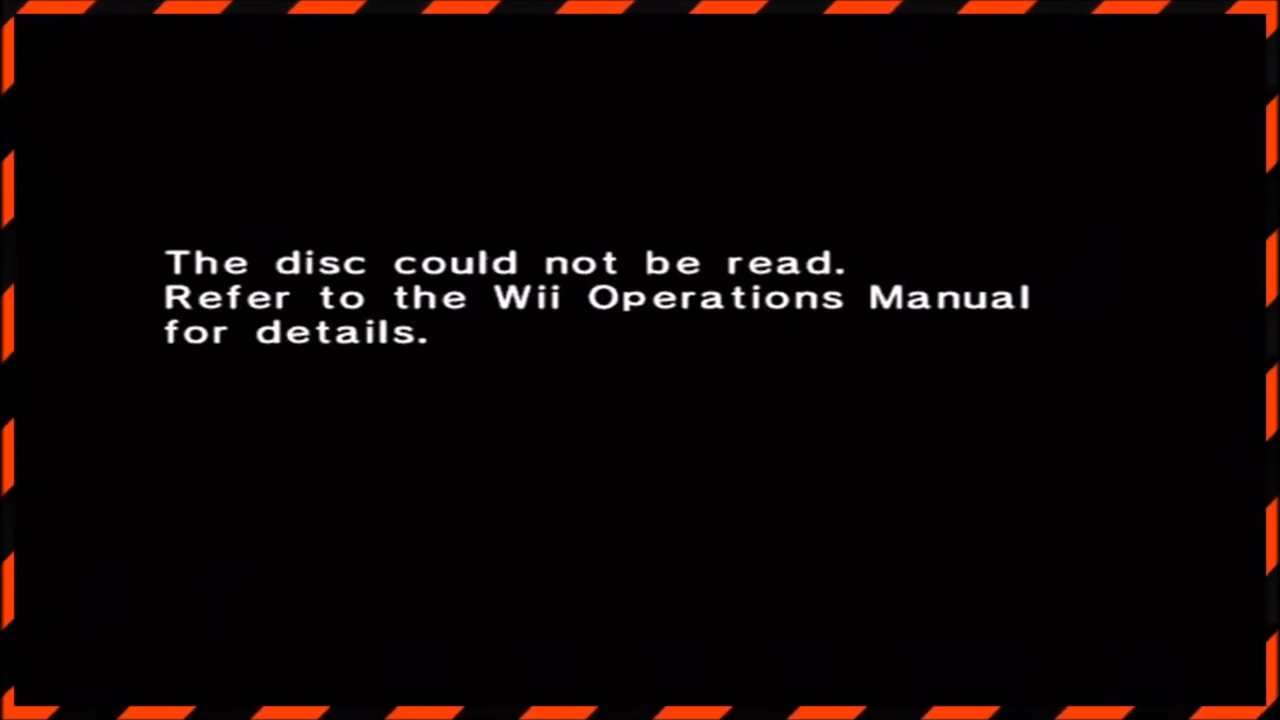 The disc could not be read.
Refer to the Wii Operations Manual
for details.